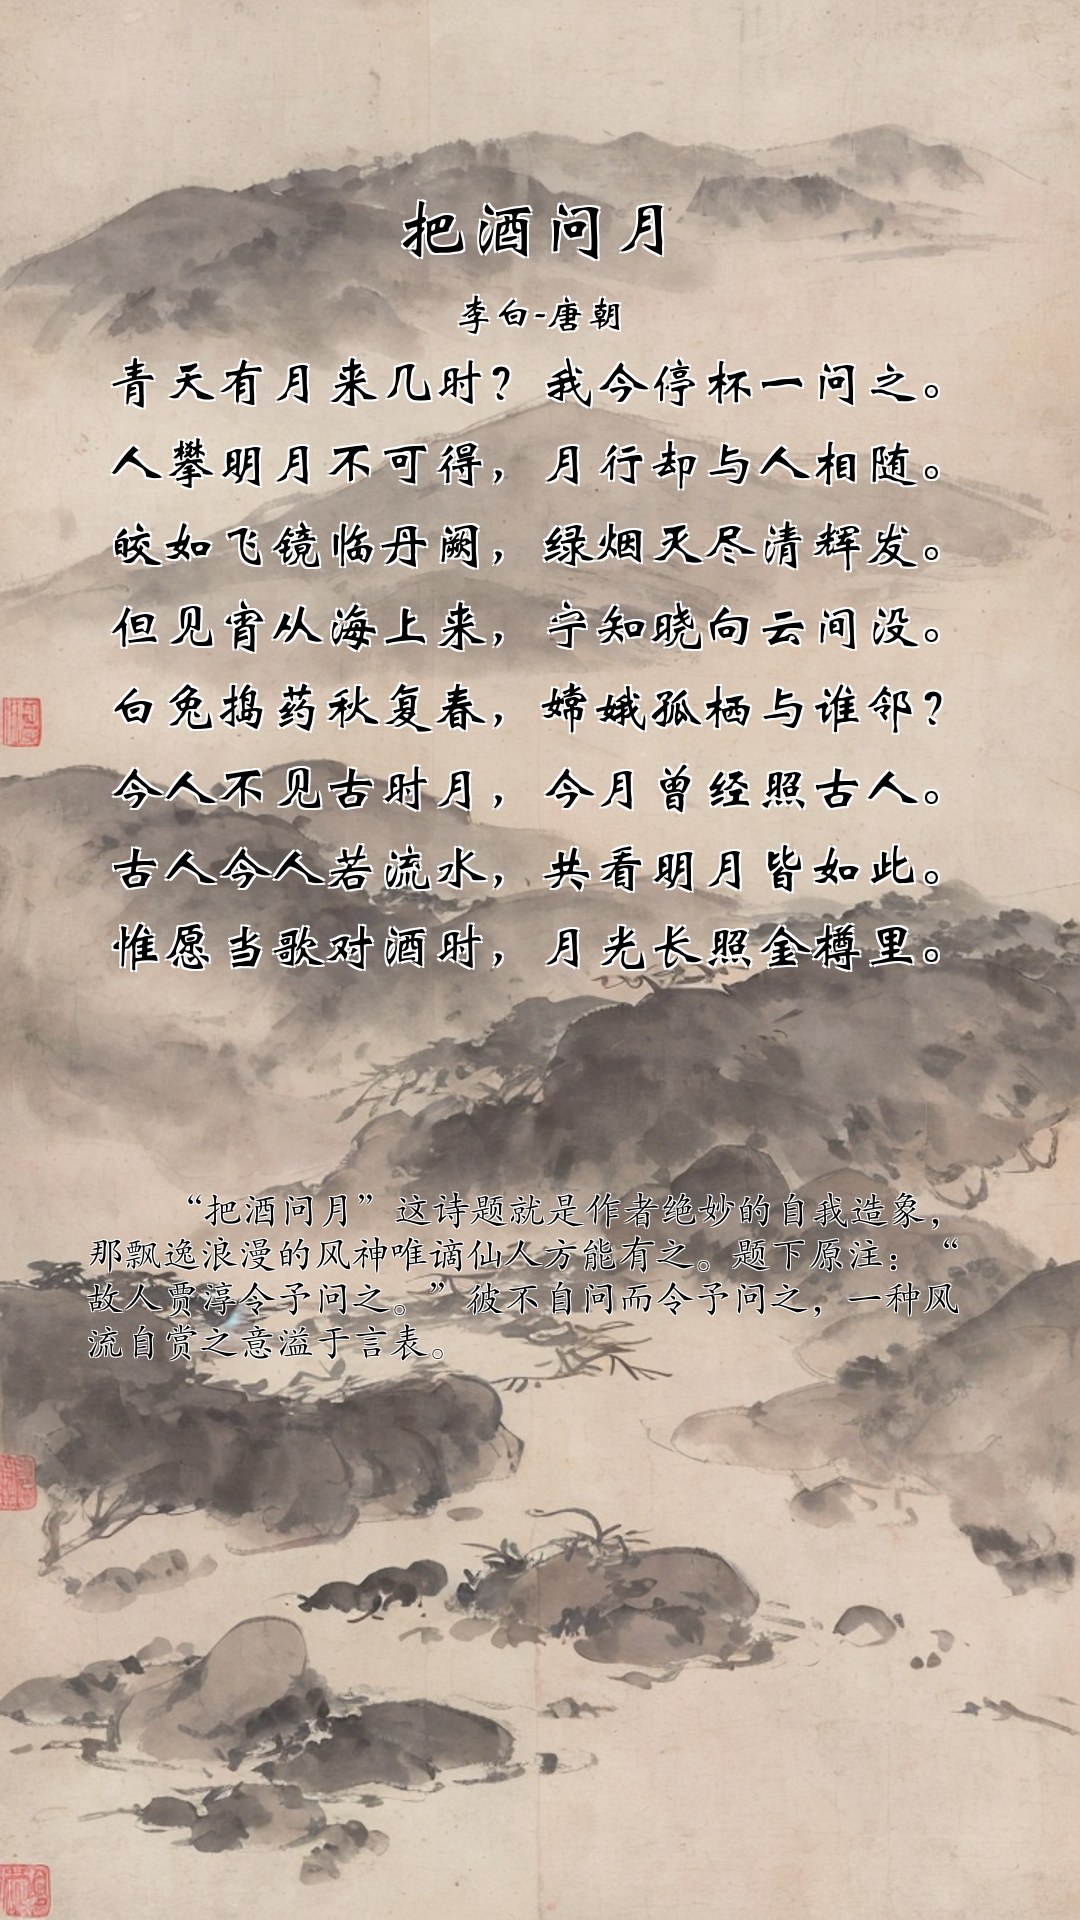 把酒问月
李白-唐朝
青天有月来几时？我今停杯一问之。
人攀明月不可得，月行却与人相随。
皎如飞镜临丹阙，绿烟灭尽清辉发。
但见宵从海上来，宁知晓向云间没。
白兔捣药秋复春，嫦娥孤栖与谁邻？
今人不见古时月，今月曾经照古人。
古人今人若流水，共看明月皆如此。
惟愿当歌对酒时，月光长照金樽里。
“把酒问月”这诗题就是作者绝妙的自我造象，
那飘逸浪漫的风神唯谪仙人方能有之。题下原注：“
故人贾淳令予问之。”彼不自问而令予问之，一种风
流自赏之意溢于言表。